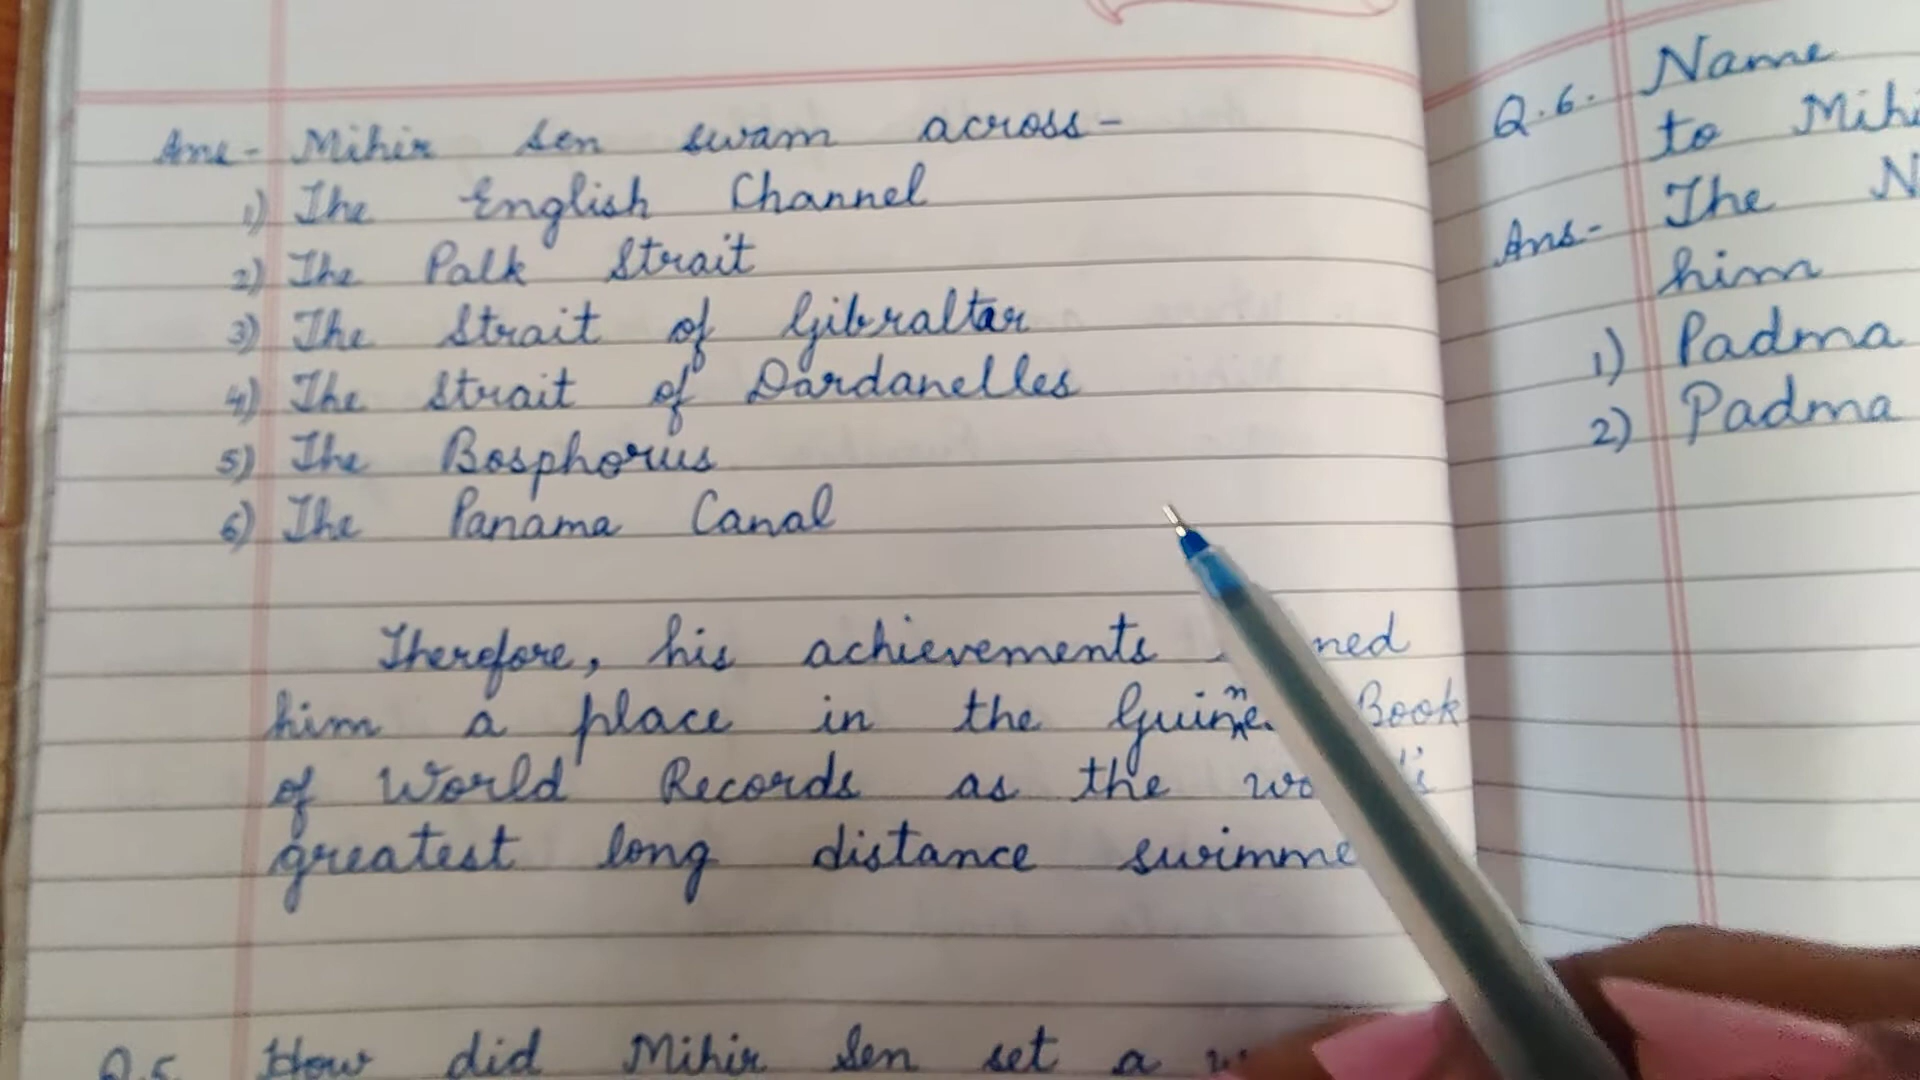 Ans- Mihir Sen swam across-
1) The English Channel
2) The Palk Strait
3) The Strait of Gibraltar
4) The Strait of Dardanelles
5) The Bosphorus
6) The Panama Canal
Therefore, his achievements
him a place in the Book
of World Records as the
greatest long distance
Q.5. How did Mihir Sen set a
Q.6. Name
to
Ans- The
him
1) Padma
2) Padma